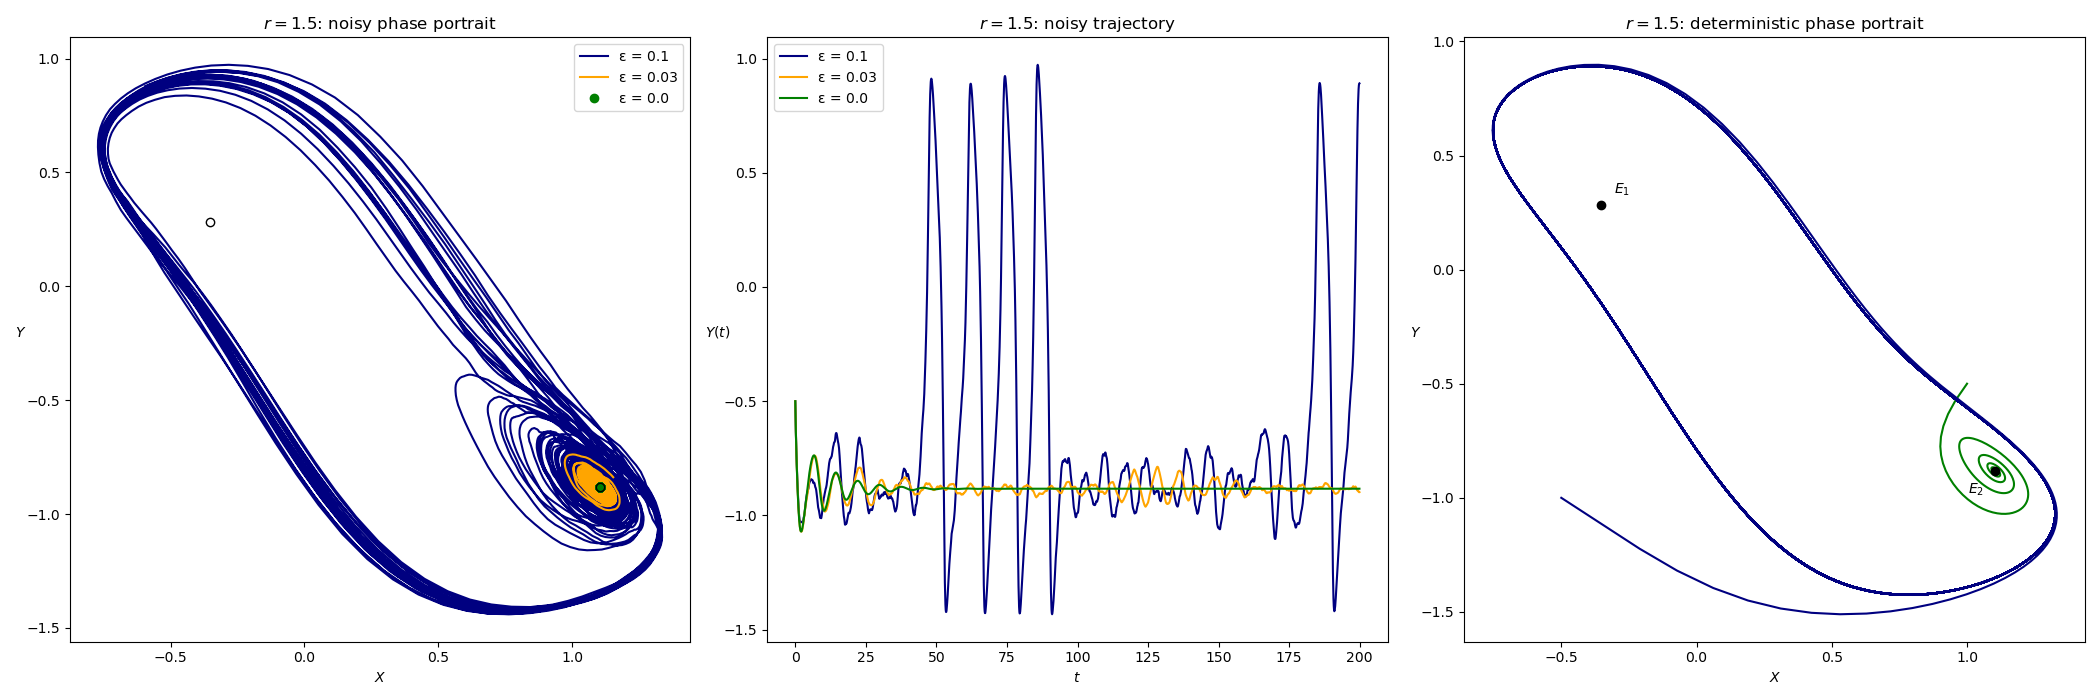 r = 1.5: noisy phase portrait
ε = 0.1
ε = 0.03
ε = 0.0
1.0
0.5
0.0
−0.5
−1.0
−1.5
Y
−0.5 0.0 0.5 1.0
X
r = 1.5: noisy trajectory
ε = 0.1
ε = 0.03
ε = 0.0
1.0
0.5
0.0
−0.5
−1.0
−1.5
Y(t)
0 25 50 75 100 125 150 175 200
t
r = 1.5: deterministic phase portrait
1.0
0.5
0.0
−0.5
−1.0
−1.5
Y
E₁
E₂
−0.5 0.0 0.5 1.0
X